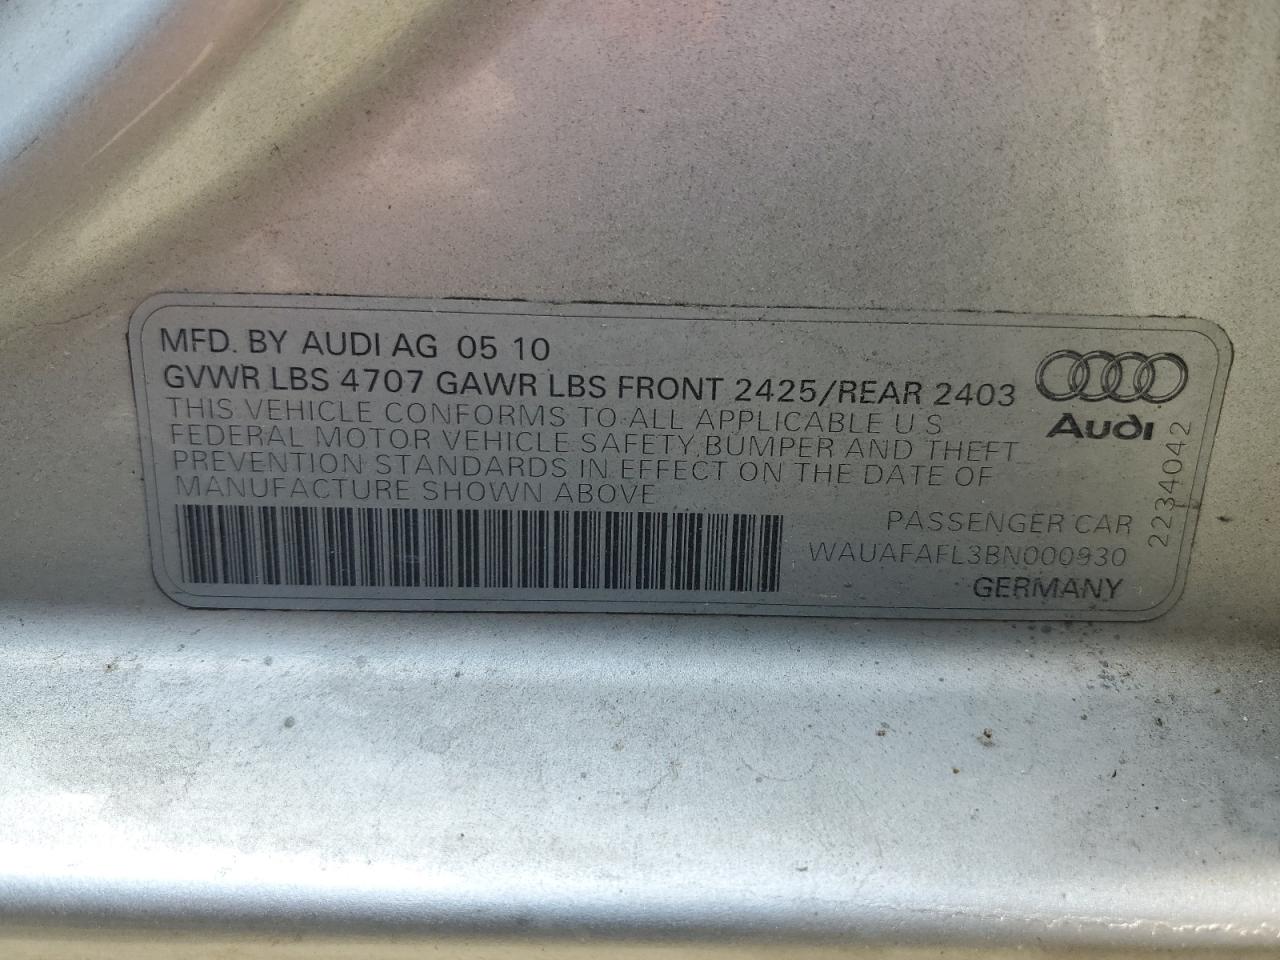 MFD. BY AUDI AG 05 10
GVWR LBS 4707 GAWR LBS FRONT 2425/REAR 2403
THIS VEHICLE CONFORMS TO ALL APPLICABLE U S
FEDERAL MOTOR VEHICLE SAFETY, BUMPER AND THEFT
PREVENTION STANDARDS IN EFFECT ON THE DATE OF
MANUFACTURE SHOWN ABOVE
Audi
PASSENGER CAR
WAUAFAFL3BN000930
GERMANY
2234042